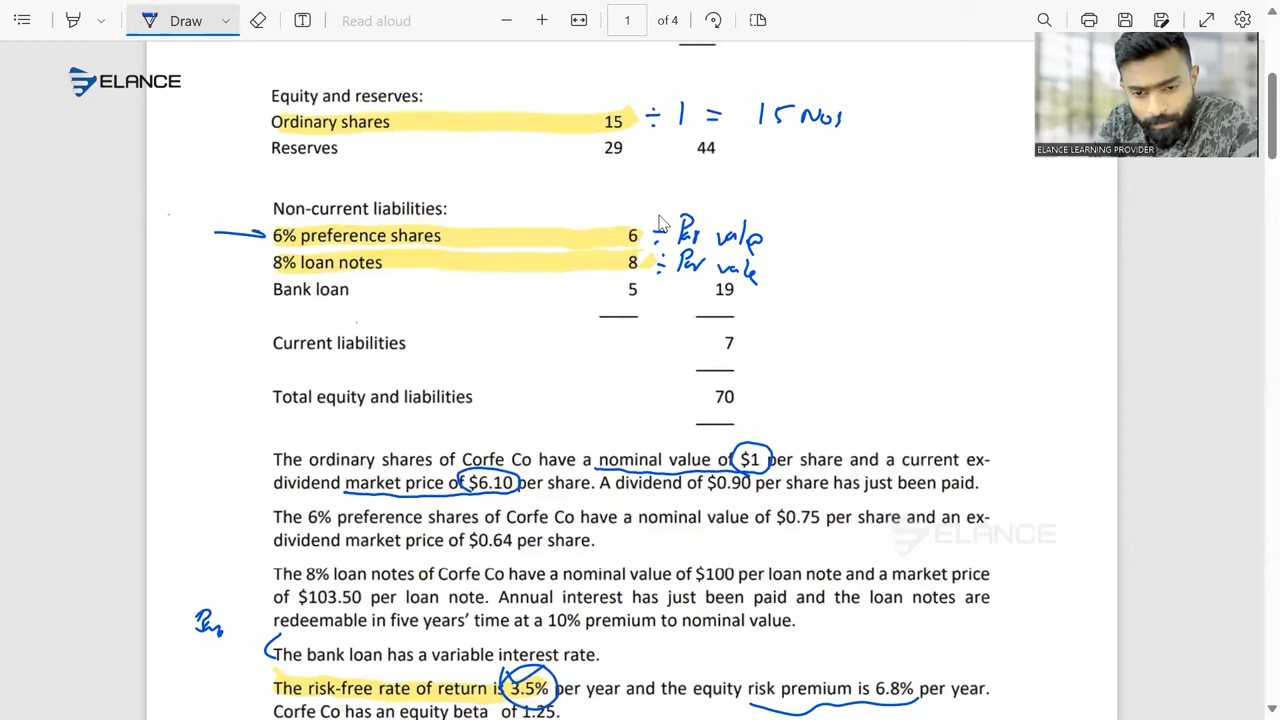 Draw
Read aloud
1 of 4
ELANCE
ELANCE LEARNING PROVIDER
Equity and reserves:
Ordinary shares 15 ÷ 1 = 15 Nos
Reserves 29 44
Non-current liabilities:
6% preference shares 6 ÷ Par value
8% loan notes 8 ÷ Par vale
Bank loan 5 19
Current liabilities 7
Total equity and liabilities 70
The ordinary shares of Corfe Co have a nominal value of $1 per share and a current ex-
dividend market price of $6.10 per share. A dividend of $0.90 per share has just been paid.
The 6% preference shares of Corfe Co have a nominal value of $0.75 per share and an ex-
dividend market price of $0.64 per share.
ELANCE
The 8% loan notes of Corfe Co have a nominal value of $100 per loan note and a market price
of $103.50 per loan note. Annual interest has just been paid and the loan notes are
redeemable in five years' time at a 10% premium to nominal value.
The bank loan has a variable interest rate.
The risk-free rate of return is 3.5% per year and the equity risk premium is 6.8% per year.
Corfe Co has an equity beta of 1.25.